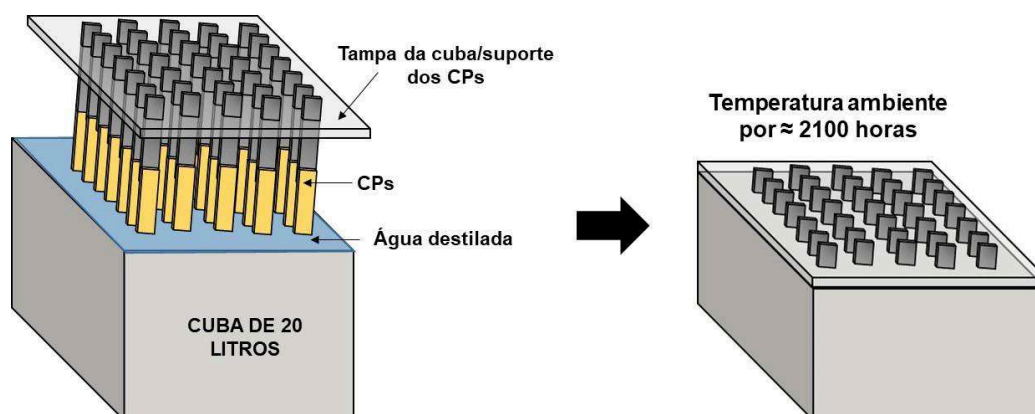 Tampa da cuba/suporte
dos CPs
CPs
Água destilada
CUBA DE 20
LITROS
Temperatura ambiente
por ≈ 2100 horas